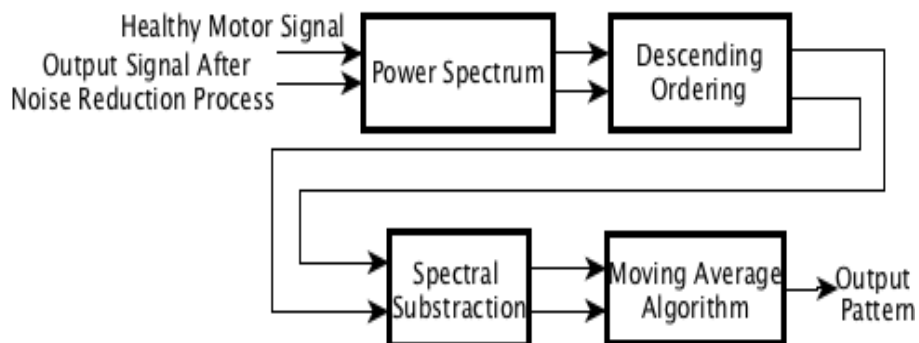 Healthy Motor Signal
Output Signal After
Noise Reduction Process
Power Spectrum
Descending
Ordering
Spectral
Substraction
Moving Average
Algorithm
Output
Pattern